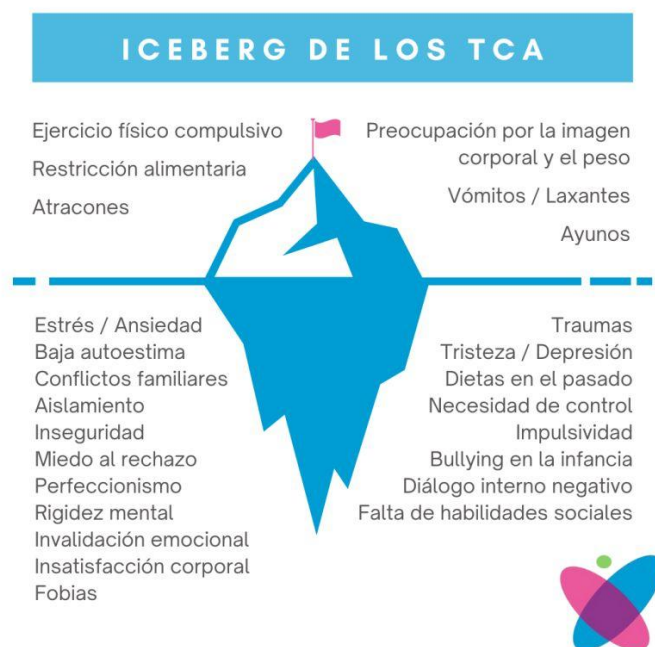 ICEBERG DE LOS TCA
Ejercicio físico compulsivo
Restricción alimentaria
Atracones
Preocupación por la imagen
corporal y el peso
Vómitos / Laxantes
Ayunos
Estrés / Ansiedad
Baja autoestima
Conflictos familiares
Aislamiento
Inseguridad
Miedo al rechazo
Perfeccionismo
Rigidez mental
Invalidación emocional
Insatisfacción corporal
Fobias
Traumas
Tristeza / Depresión
Dietas en el pasado
Necesidad de control
Impulsividad
Bullying en la infancia
Diálogo interno negativo
Falta de habilidades sociales